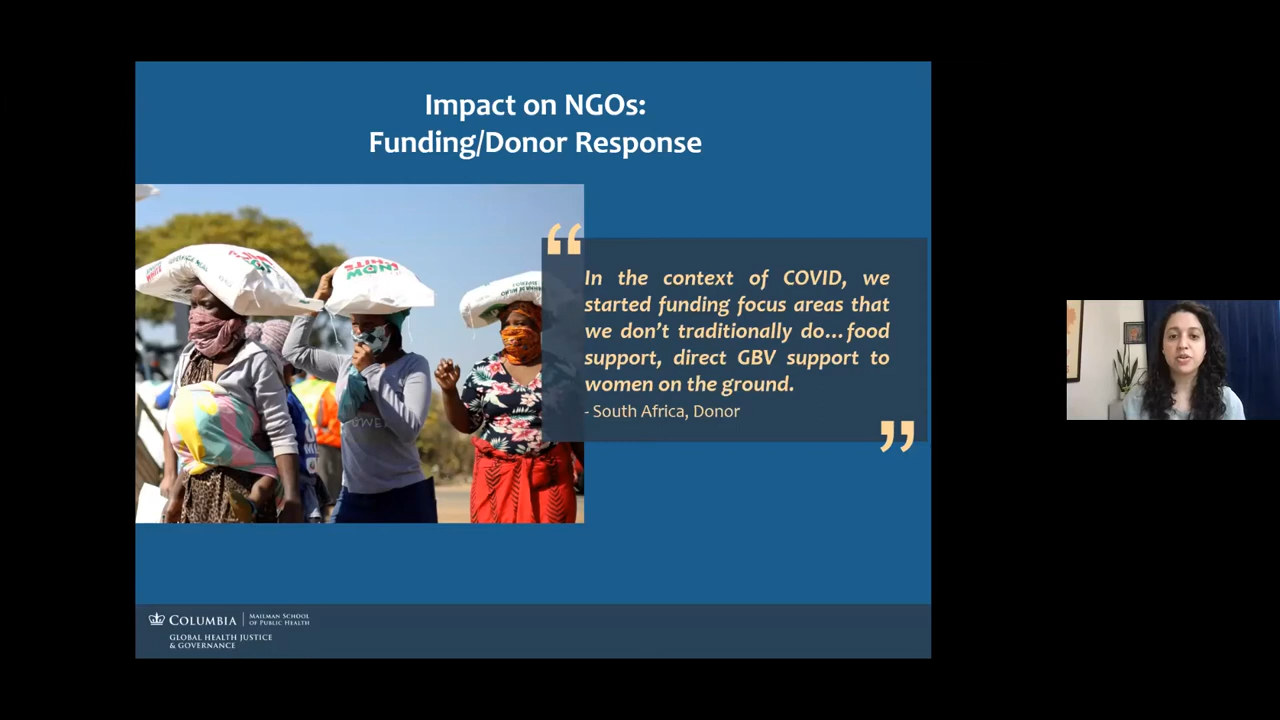 Impact on NGOs:
Funding/Donor Response
“
In the context of COVID, we
started funding focus areas that
we don’t traditionally do...food
support, direct GBV support to
women on the ground.
- South Africa, Donor
”
SNOW
WHITE
COLUMBIA | MAILMAN SCHOOL
OF PUBLIC HEALTH
GLOBAL HEALTH JUSTICE
& GOVERNANCE